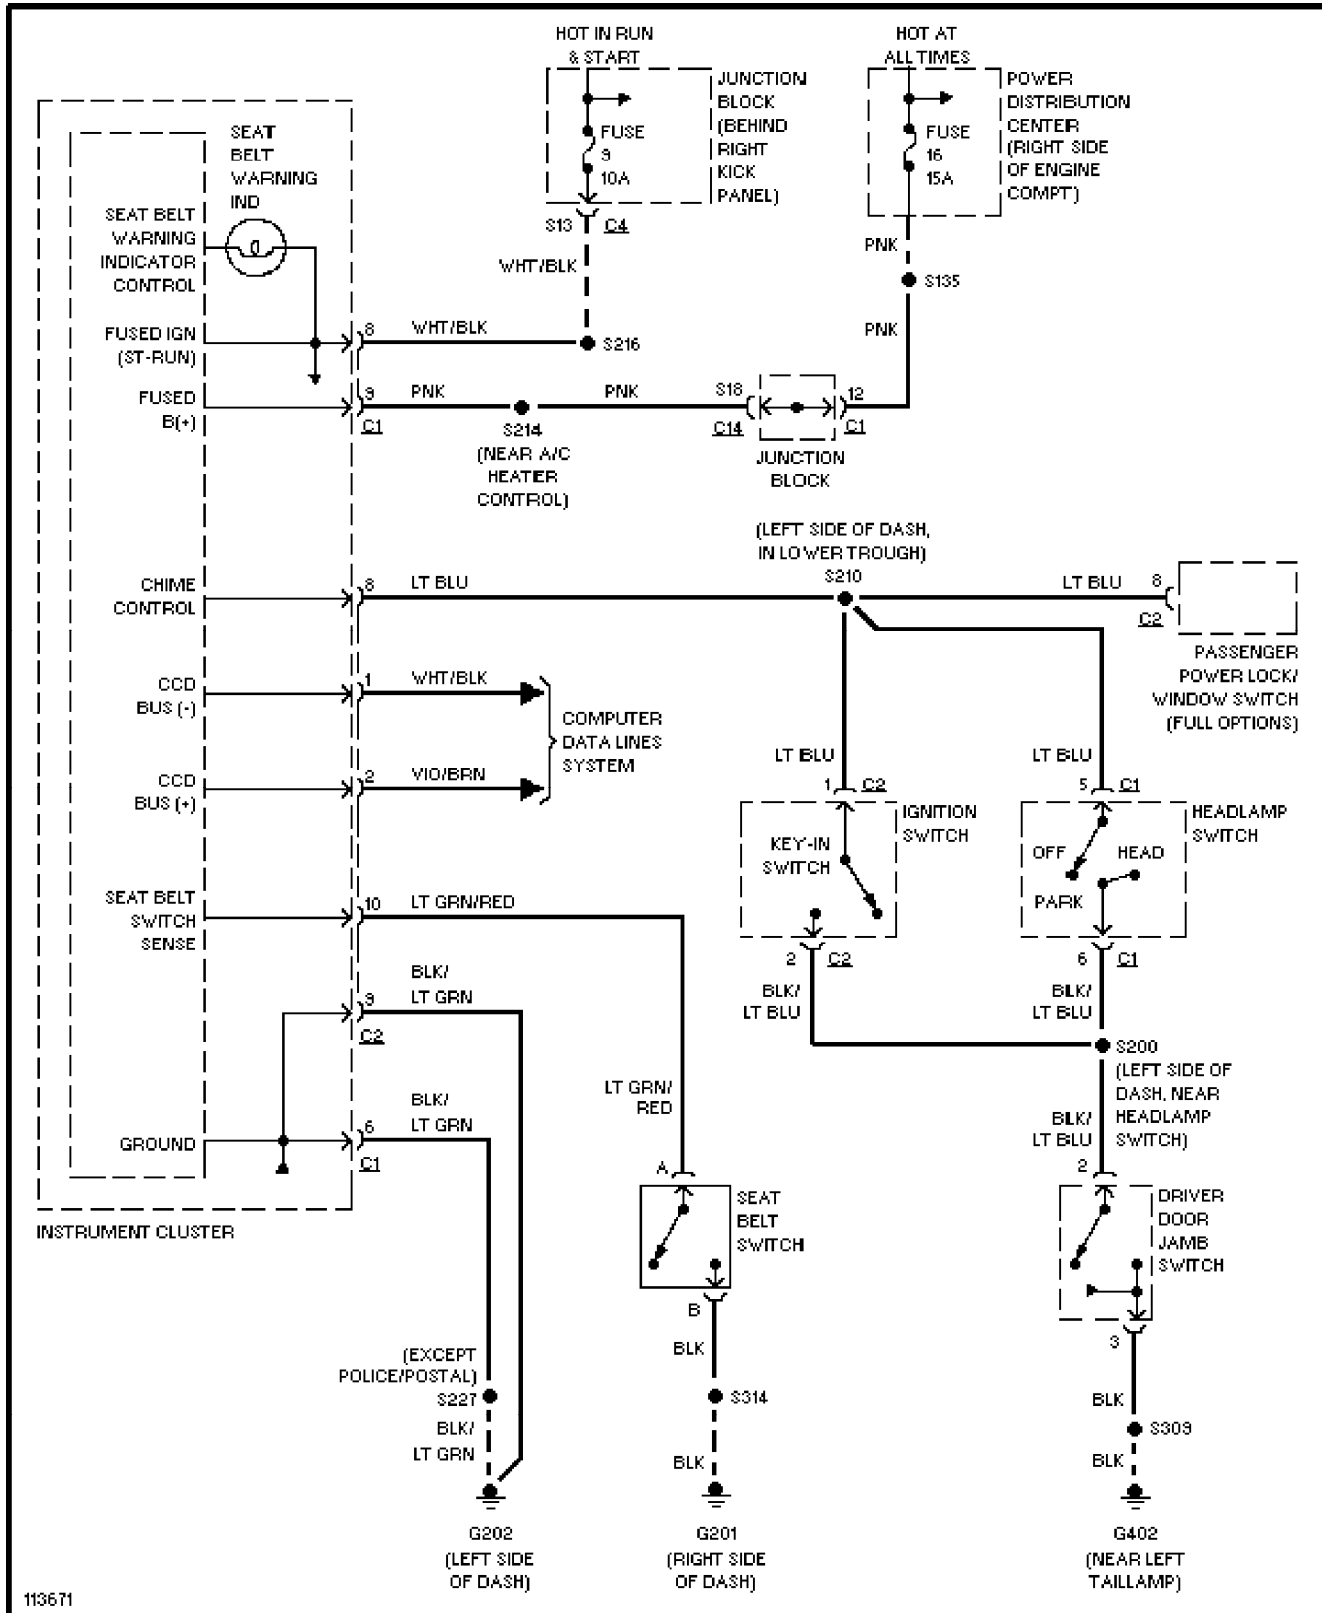 HOT IN RUN
& START
HOT AT
ALL TIMES
JUNCTION
BLOCK
(BEHIND
RIGHT
KICK
PANEL)
FUSE
9
10A
POWER
DISTRIBUTION
CENTER
(RIGHT SIDE
OF ENGINE
COMPT)
FUSE
16
15A
SEAT
BELT
WARNING
IND
SEAT BELT
WARNING
INDICATOR
CONTROL
S13 C4
WHT/BLK
PNK
S135
FUSED IGN
(ST-RUN)
8 WHT/BLK
S216
PNK
FUSED
B(+)
9 PNK
C1
S214
(NEAR A/C
HEATER
CONTROL)
PNK
S18
C14
12
C1
JUNCTION
BLOCK
(LEFT SIDE OF DASH,
IN LOWER TROUGH)
S210
CHIME
CONTROL
8 LT BLU
LT BLU 8
C2
PASSENGER
POWER LOCK/
WINDOW SWITCH
(FULL OPTIONS)
CCD
BUS (-)
1 WHT/BLK
COMPUTER
DATA LINES
SYSTEM
CCD
BUS (+)
2 VIO/BRN
LT BLU
1 C2
IGNITION
SWITCH
KEY-IN
SWITCH
LT BLU
5 C1
HEADLAMP
SWITCH
OFF HEAD
PARK
SEAT BELT
SWITCH
SENSE
10 LT GRN/RED
2 C2
BLK/
LT BLU
6 C1
BLK/
LT BLU
BLK/
LT GRN
9
C2
S200
(LEFT SIDE OF
DASH, NEAR
HEADLAMP
SWITCH)
LT GRN/
RED
BLK/
LT BLU
BLK/
LT GRN
GROUND
6
C1
A
SEAT
BELT
SWITCH
2
DRIVER
DOOR
JAMB
SWITCH
INSTRUMENT CLUSTER
B
BLK
3
(EXCEPT
POLICE/POSTAL)
S227
S314
BLK
S309
BLK/
LT GRN
BLK
BLK
G202
(LEFT SIDE
OF DASH)
G201
(RIGHT SIDE
OF DASH)
G402
(NEAR LEFT
TAILLAMP)
113671